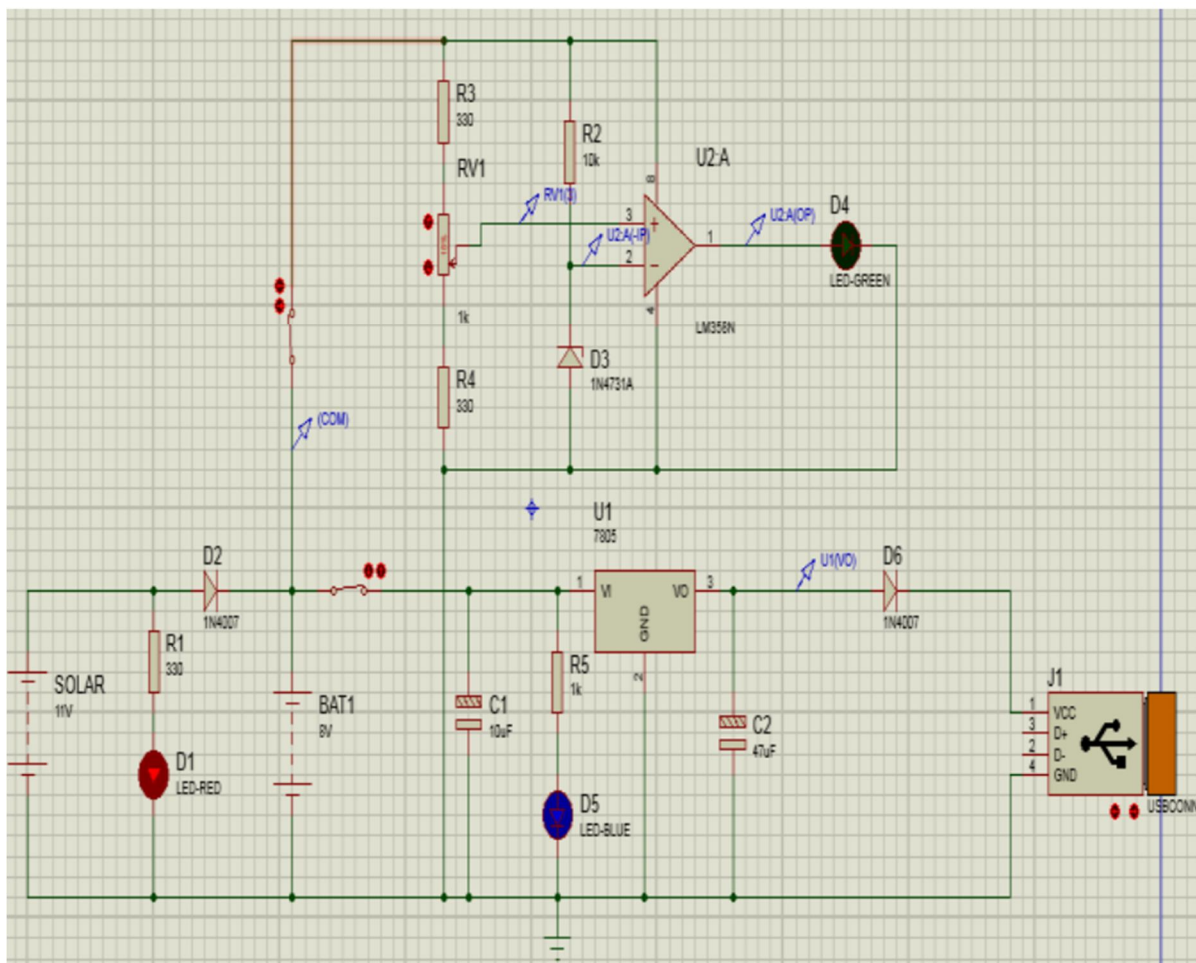 R3
330
R2
10k
U2:A
RV1
RV1(3)
8
3
D4
U2:A(-IP)
U2:A(OP)
1
2
LED-GREEN
1k
4
LM358N
D3
1N4731A
R4
330
(COM)
U1
7805
D2
U1(VO)
D6
1
VI
VO
3
1N4007
GND
1N4007
R1
330
2
R5
1k
J1
SOLAR
11V
BAT1
8V
C1
10uF
C2
47uF
1
VCC
3
D+
2
D-
4
GND
D1
LED-RED
D5
LED-BLUE
USBCONN